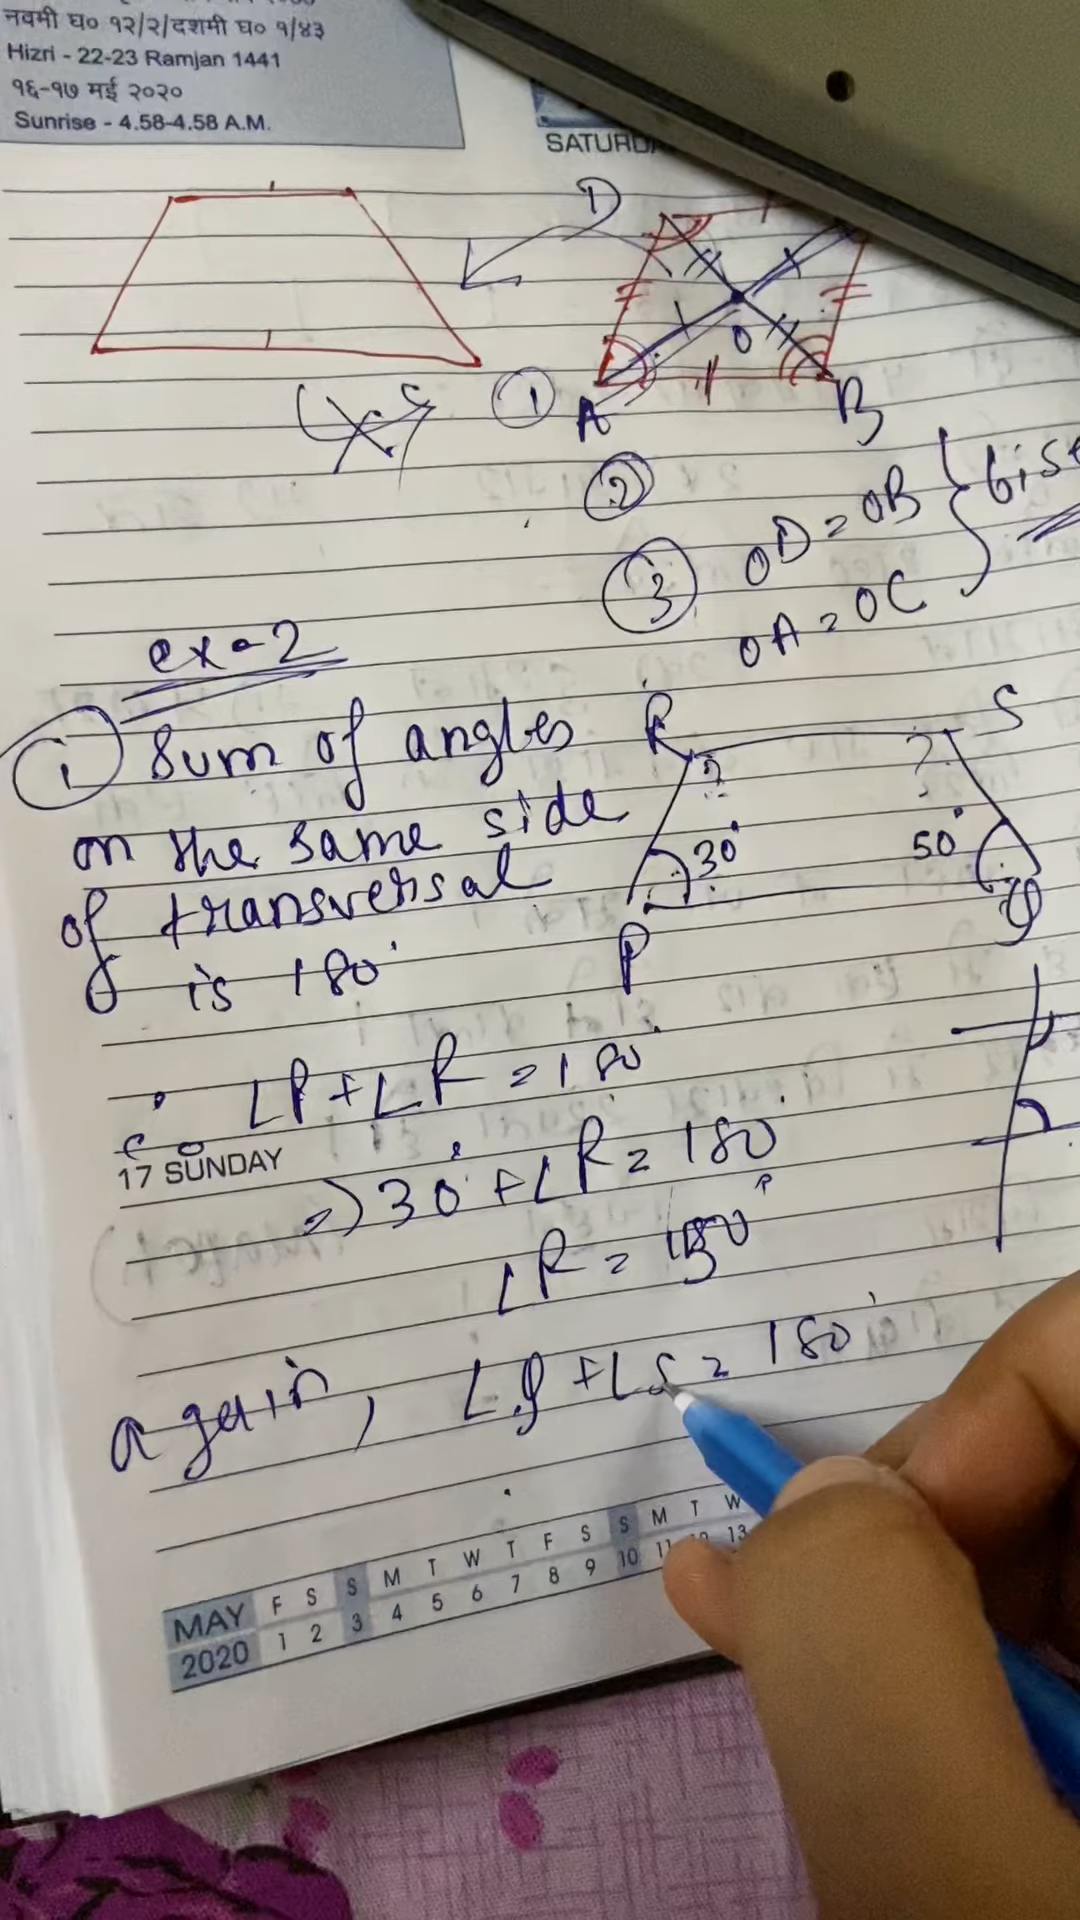 नवमी घ० १२/२/दशमी घ० १/४३
Hizri - 22-23 Ramjan 1441
१६-१७ मई २०२०
Sunrise - 4.58-4.58 A.M.
D
O
1
A
B
2
3 OD = OB
OA = OC
ex-2
1 Sum of angles
on the same side
of transversal
is 180°
R S
? ?
30° 50°
P Q
∴ ∠P + ∠R = 180°
17 SUNDAY
⇒ 30° + ∠R = 180°
∠R = 150°
again, ∠Q + ∠S = 180°
MAY F S S M T W T F S S M T W
2020 1 2 3 4 5 6 7 8 9 10 11 12 13